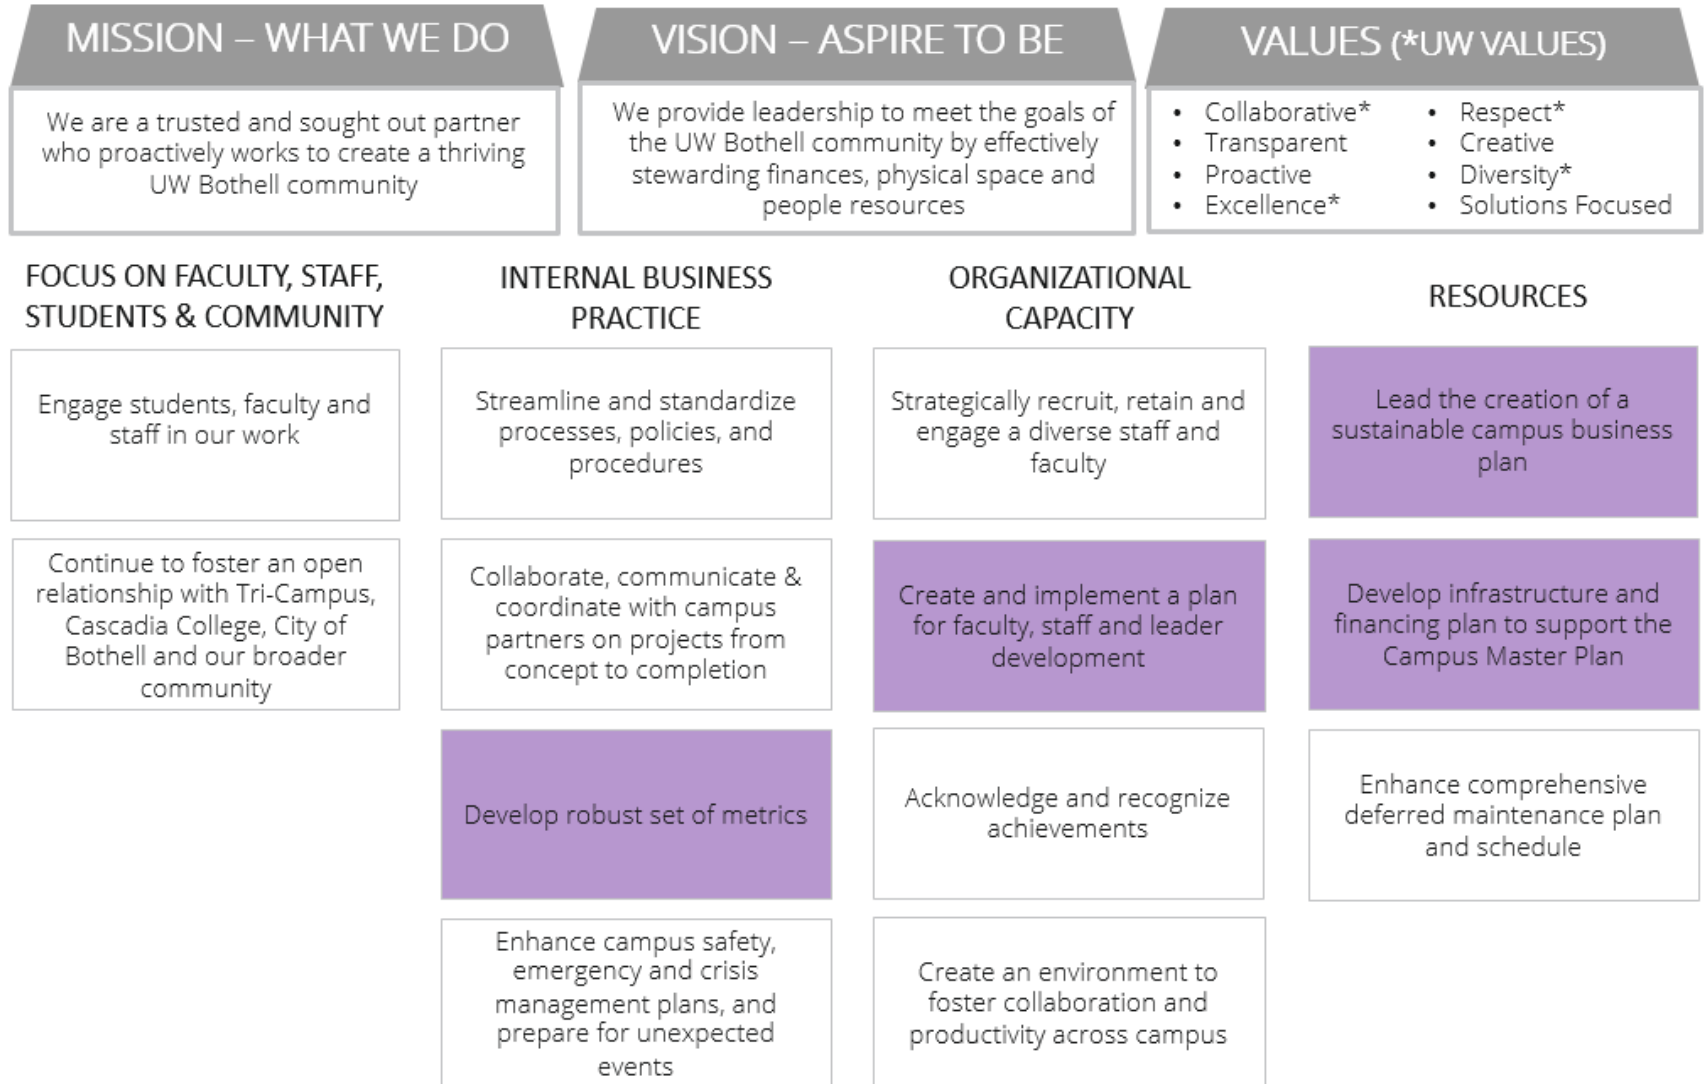 MISSION – WHAT WE DO
We are a trusted and sought out partner
who proactively works to create a thriving
UW Bothell community
VISION – ASPIRE TO BE
We provide leadership to meet the goals of
the UW Bothell community by effectively
stewarding finances, physical space and
people resources
VALUES (*UW VALUES)
• Collaborative*
• Transparent
• Proactive
• Excellence*
• Respect*
• Creative
• Diversity*
• Solutions Focused
FOCUS ON FACULTY, STAFF,
STUDENTS & COMMUNITY
Engage students, faculty and
staff in our work
Continue to foster an open
relationship with Tri-Campus,
Cascadia College, City of
Bothell and our broader
community
INTERNAL BUSINESS
PRACTICE
Streamline and standardize
processes, policies, and
procedures
Collaborate, communicate &
coordinate with campus
partners on projects from
concept to completion
Develop robust set of metrics
Enhance campus safety,
emergency and crisis
management plans, and
prepare for unexpected
events
ORGANIZATIONAL
CAPACITY
Strategically recruit, retain and
engage a diverse staff and
faculty
Create and implement a plan
for faculty, staff and leader
development
Acknowledge and recognize
achievements
Create an environment to
foster collaboration and
productivity across campus
RESOURCES
Lead the creation of a
sustainable campus business
plan
Develop infrastructure and
financing plan to support the
Campus Master Plan
Enhance comprehensive
deferred maintenance plan
and schedule